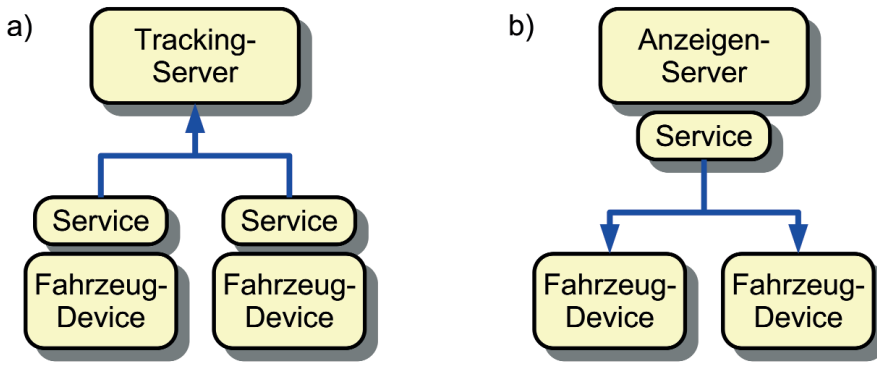 a)
Tracking-
Server
Service
Service
Fahrzeug-
Device
Fahrzeug-
Device
b)
Anzeigen-
Server
Service
Fahrzeug-
Device
Fahrzeug-
Device